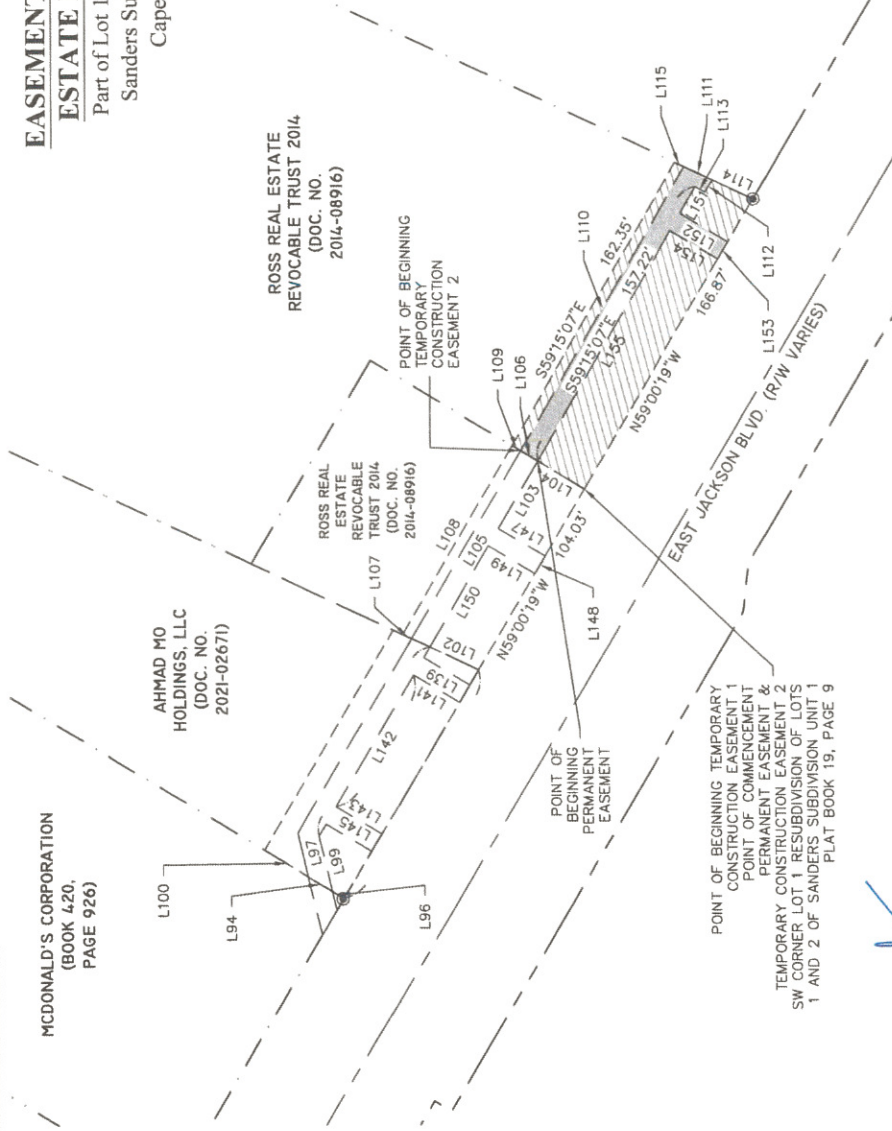 EASEMENT
ESTATE
Part of Lot 1
Sanders Su
Cape
MCDONALD'S CORPORATION
(BOOK 420,
PAGE 926)
AHMAD MO
HOLDINGS, LLC
(DOC. NO.
2021-02671)
ROSS REAL ESTATE
REVOCABLE TRUST 2014
(DOC. NO.
2014-08916)
ROSS REAL
ESTATE
REVOCABLE
TRUST 2014
(DOC. NO.
2014-08916)
POINT OF BEGINNING
TEMPORARY
CONSTRUCTION
EASEMENT 2
L100
L94
L96
L97
L99
L145
L143
L142
L141
L139
L102
L107
L108
L105
L150
L149
L147
L103
L148
L104
L109
L106
L110
L115
L111
L113
L114
L151
L152
L154
L112
L153
L155
S59°15'07"E
162.35'
S59°15'07"E
157.22'
N59°00'19"W
166.87'
N59°00'19"W
104.03'
EAST JACKSON BLVD. (R/W VARIES)
POINT OF
BEGINNING
PERMANENT
EASEMENT
POINT OF BEGINNING TEMPORARY
CONSTRUCTION EASEMENT 1
POINT OF COMMENCEMENT
PERMANENT EASEMENT &
TEMPORARY CONSTRUCTION EASEMENT 2
SW CORNER LOT 1 RESUBDIVISION OF LOTS
1 AND 2 OF SANDERS SUBDIVISION UNIT 1
PLAT BOOK 19, PAGE 9